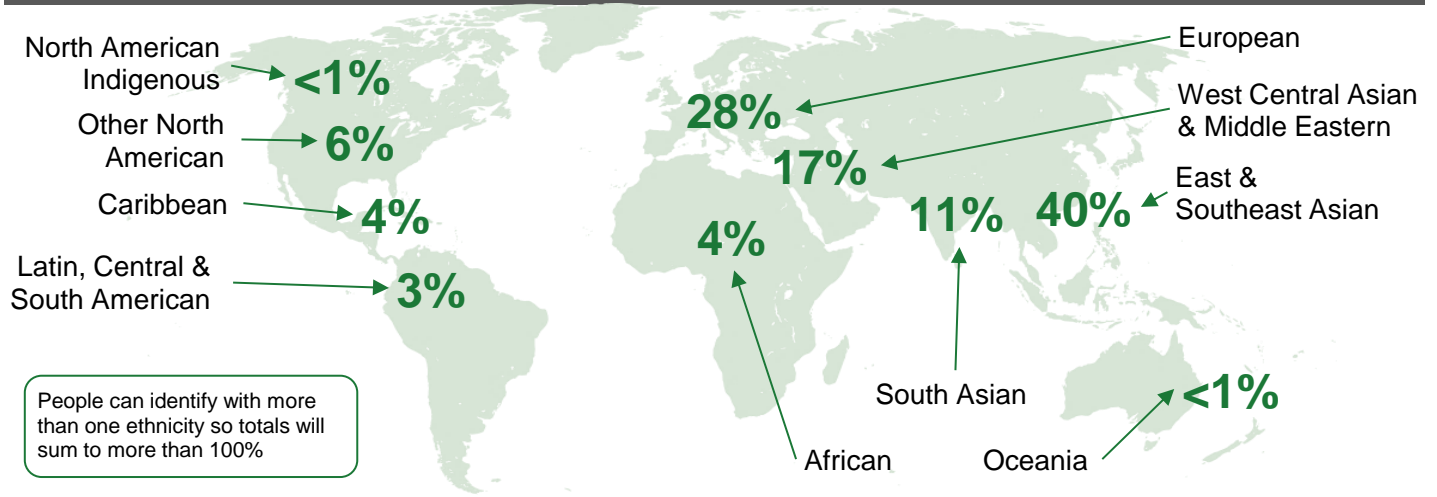 North American
Indigenous
<1%
Other North
American
6%
Caribbean
4%
Latin, Central &
South American
3%
European
28%
West Central Asian
& Middle Eastern
17%
East &
Southeast Asian
40%
11%
South Asian
4%
African
<1%
Oceania
People can identify with more
than one ethnicity so totals will
sum to more than 100%